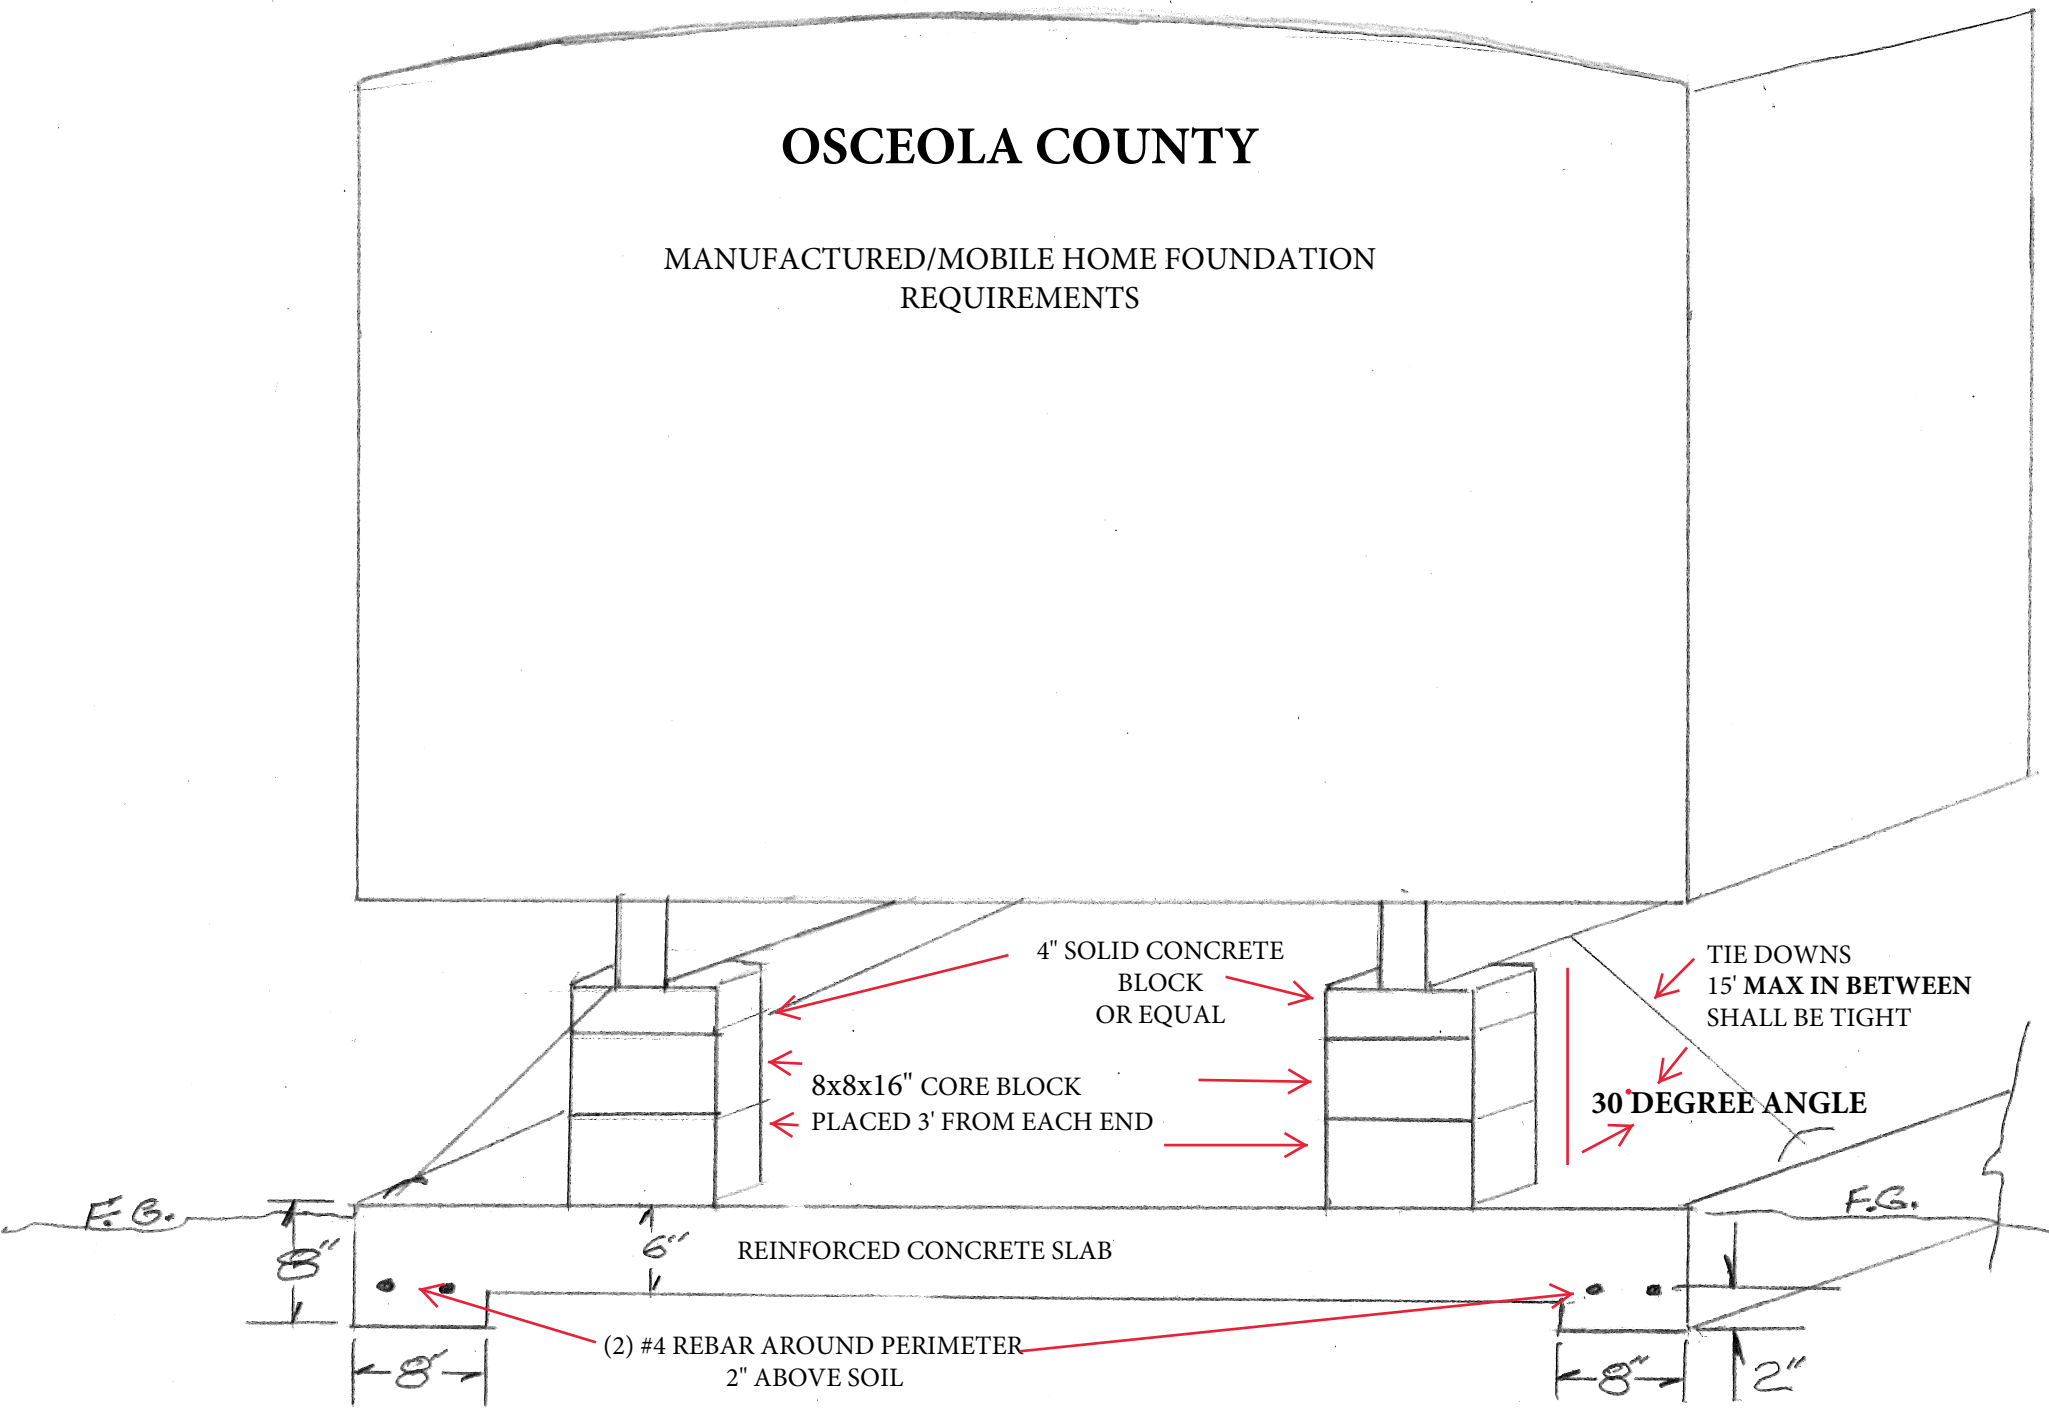 OSCEOLA COUNTY
MANUFACTURED/MOBILE HOME FOUNDATION
REQUIREMENTS
4" SOLID CONCRETE
BLOCK
OR EQUAL
TIE DOWNS
15' MAX IN BETWEEN
SHALL BE TIGHT
8x8x16" CORE BLOCK
PLACED 3' FROM EACH END
30° DEGREE ANGLE
F.G.
F.G.
8"
6"
REINFORCED CONCRETE SLAB
(2) #4 REBAR AROUND PERIMETER
2" ABOVE SOIL
8"
8"
2"